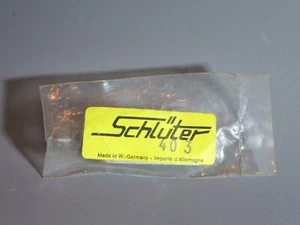 Schlüter
403
Made in W.-Germany - Importé d'Allemagne